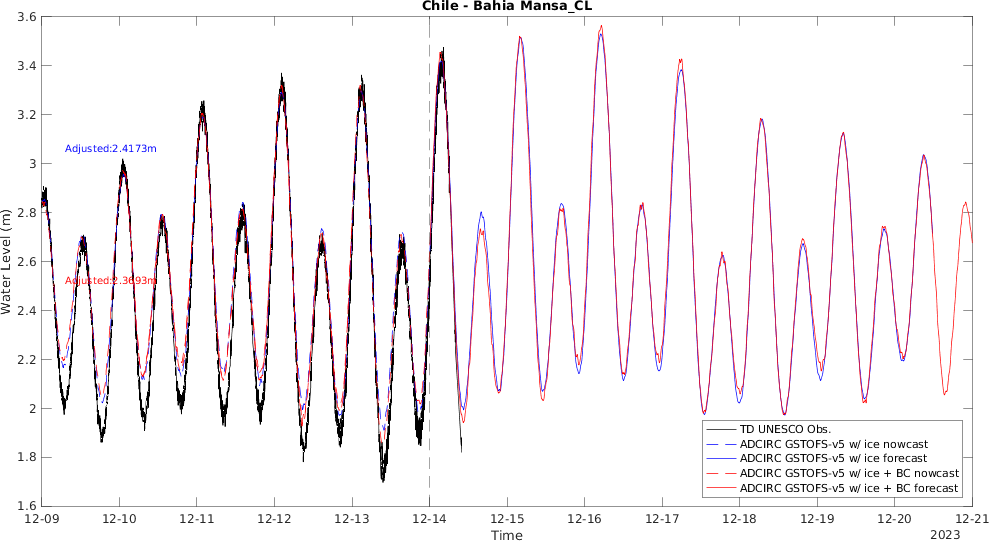 Chile - Bahia Mansa_CL
Water Level (m)
3.6
3.4
3.2
3
2.8
2.6
2.4
2.2
2
1.8
1.6
Adjusted:2.4173m
Adjusted:2.3693m
TD UNESCO Obs.
ADCIRC GSTOFS-v5 w/ ice nowcast
ADCIRC GSTOFS-v5 w/ ice forecast
ADCIRC GSTOFS-v5 w/ ice + BC nowcast
ADCIRC GSTOFS-v5 w/ ice + BC forecast
12-09 12-10 12-11 12-12 12-13 12-14 12-15 12-16 12-17 12-18 12-19 12-20 12-21
Time
2023